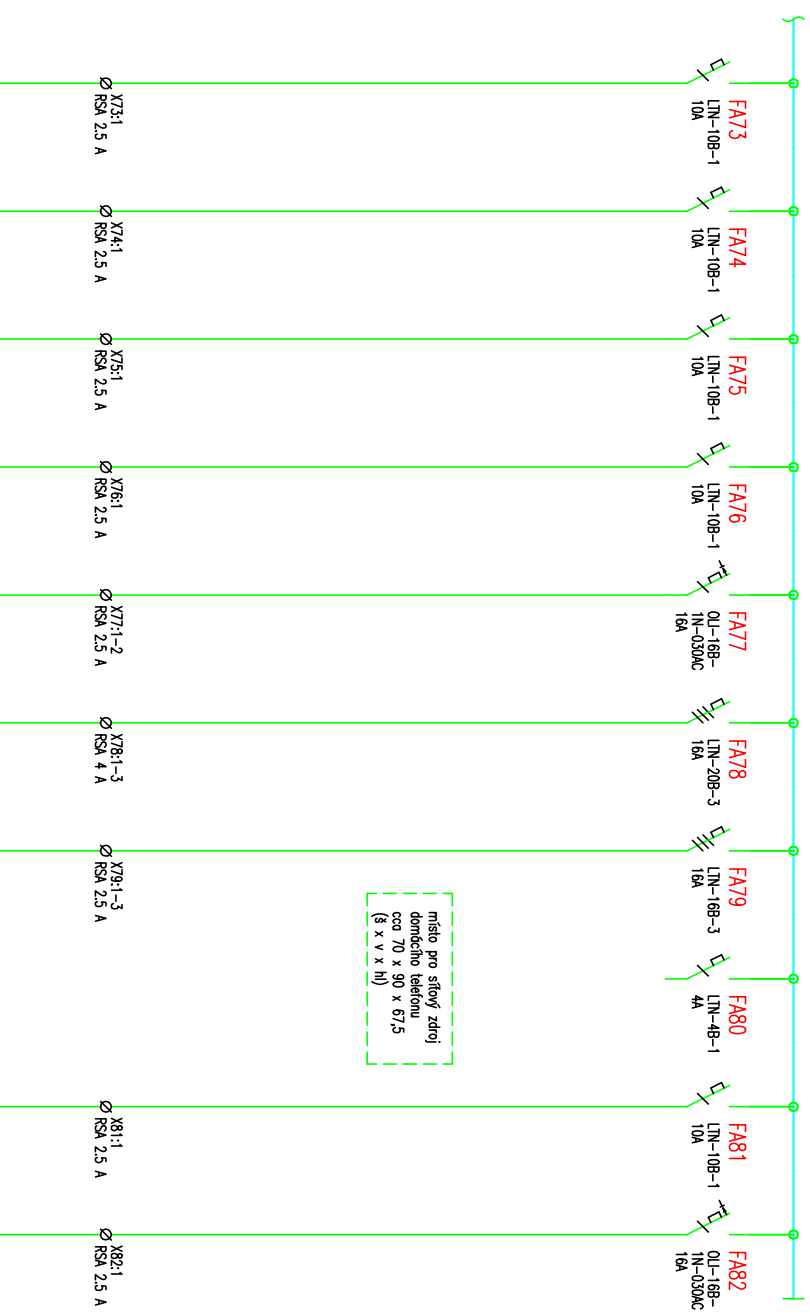 FA73
LTN-10B-1
10A
FA74
LTN-10B-1
10A
FA75
LTN-10B-1
10A
FA76
LTN-10B-1
10A
FA77
OLI-16B-
1N-030AC
16A
FA78
LTN-20B-3
16A
FA79
LTN-16B-3
16A
FA80
LTN-4B-1
4A
FA81
LTN-10B-1
10A
FA82
OLI-16B-
1N-030AC
16A
místo pro síťový zdroj
domácího telefonu
cca 70 x 90 x 67,5
(š x v x hl)
X73:1
RSA 2.5 A
X74:1
RSA 2.5 A
X75:1
RSA 2.5 A
X76:1
RSA 2.5 A
X77:1-2
RSA 2.5 A
X78:1-3
RSA 4 A
X79:1-3
RSA 2.5 A
X81:1
RSA 2.5 A
X82:1
RSA 2.5 A